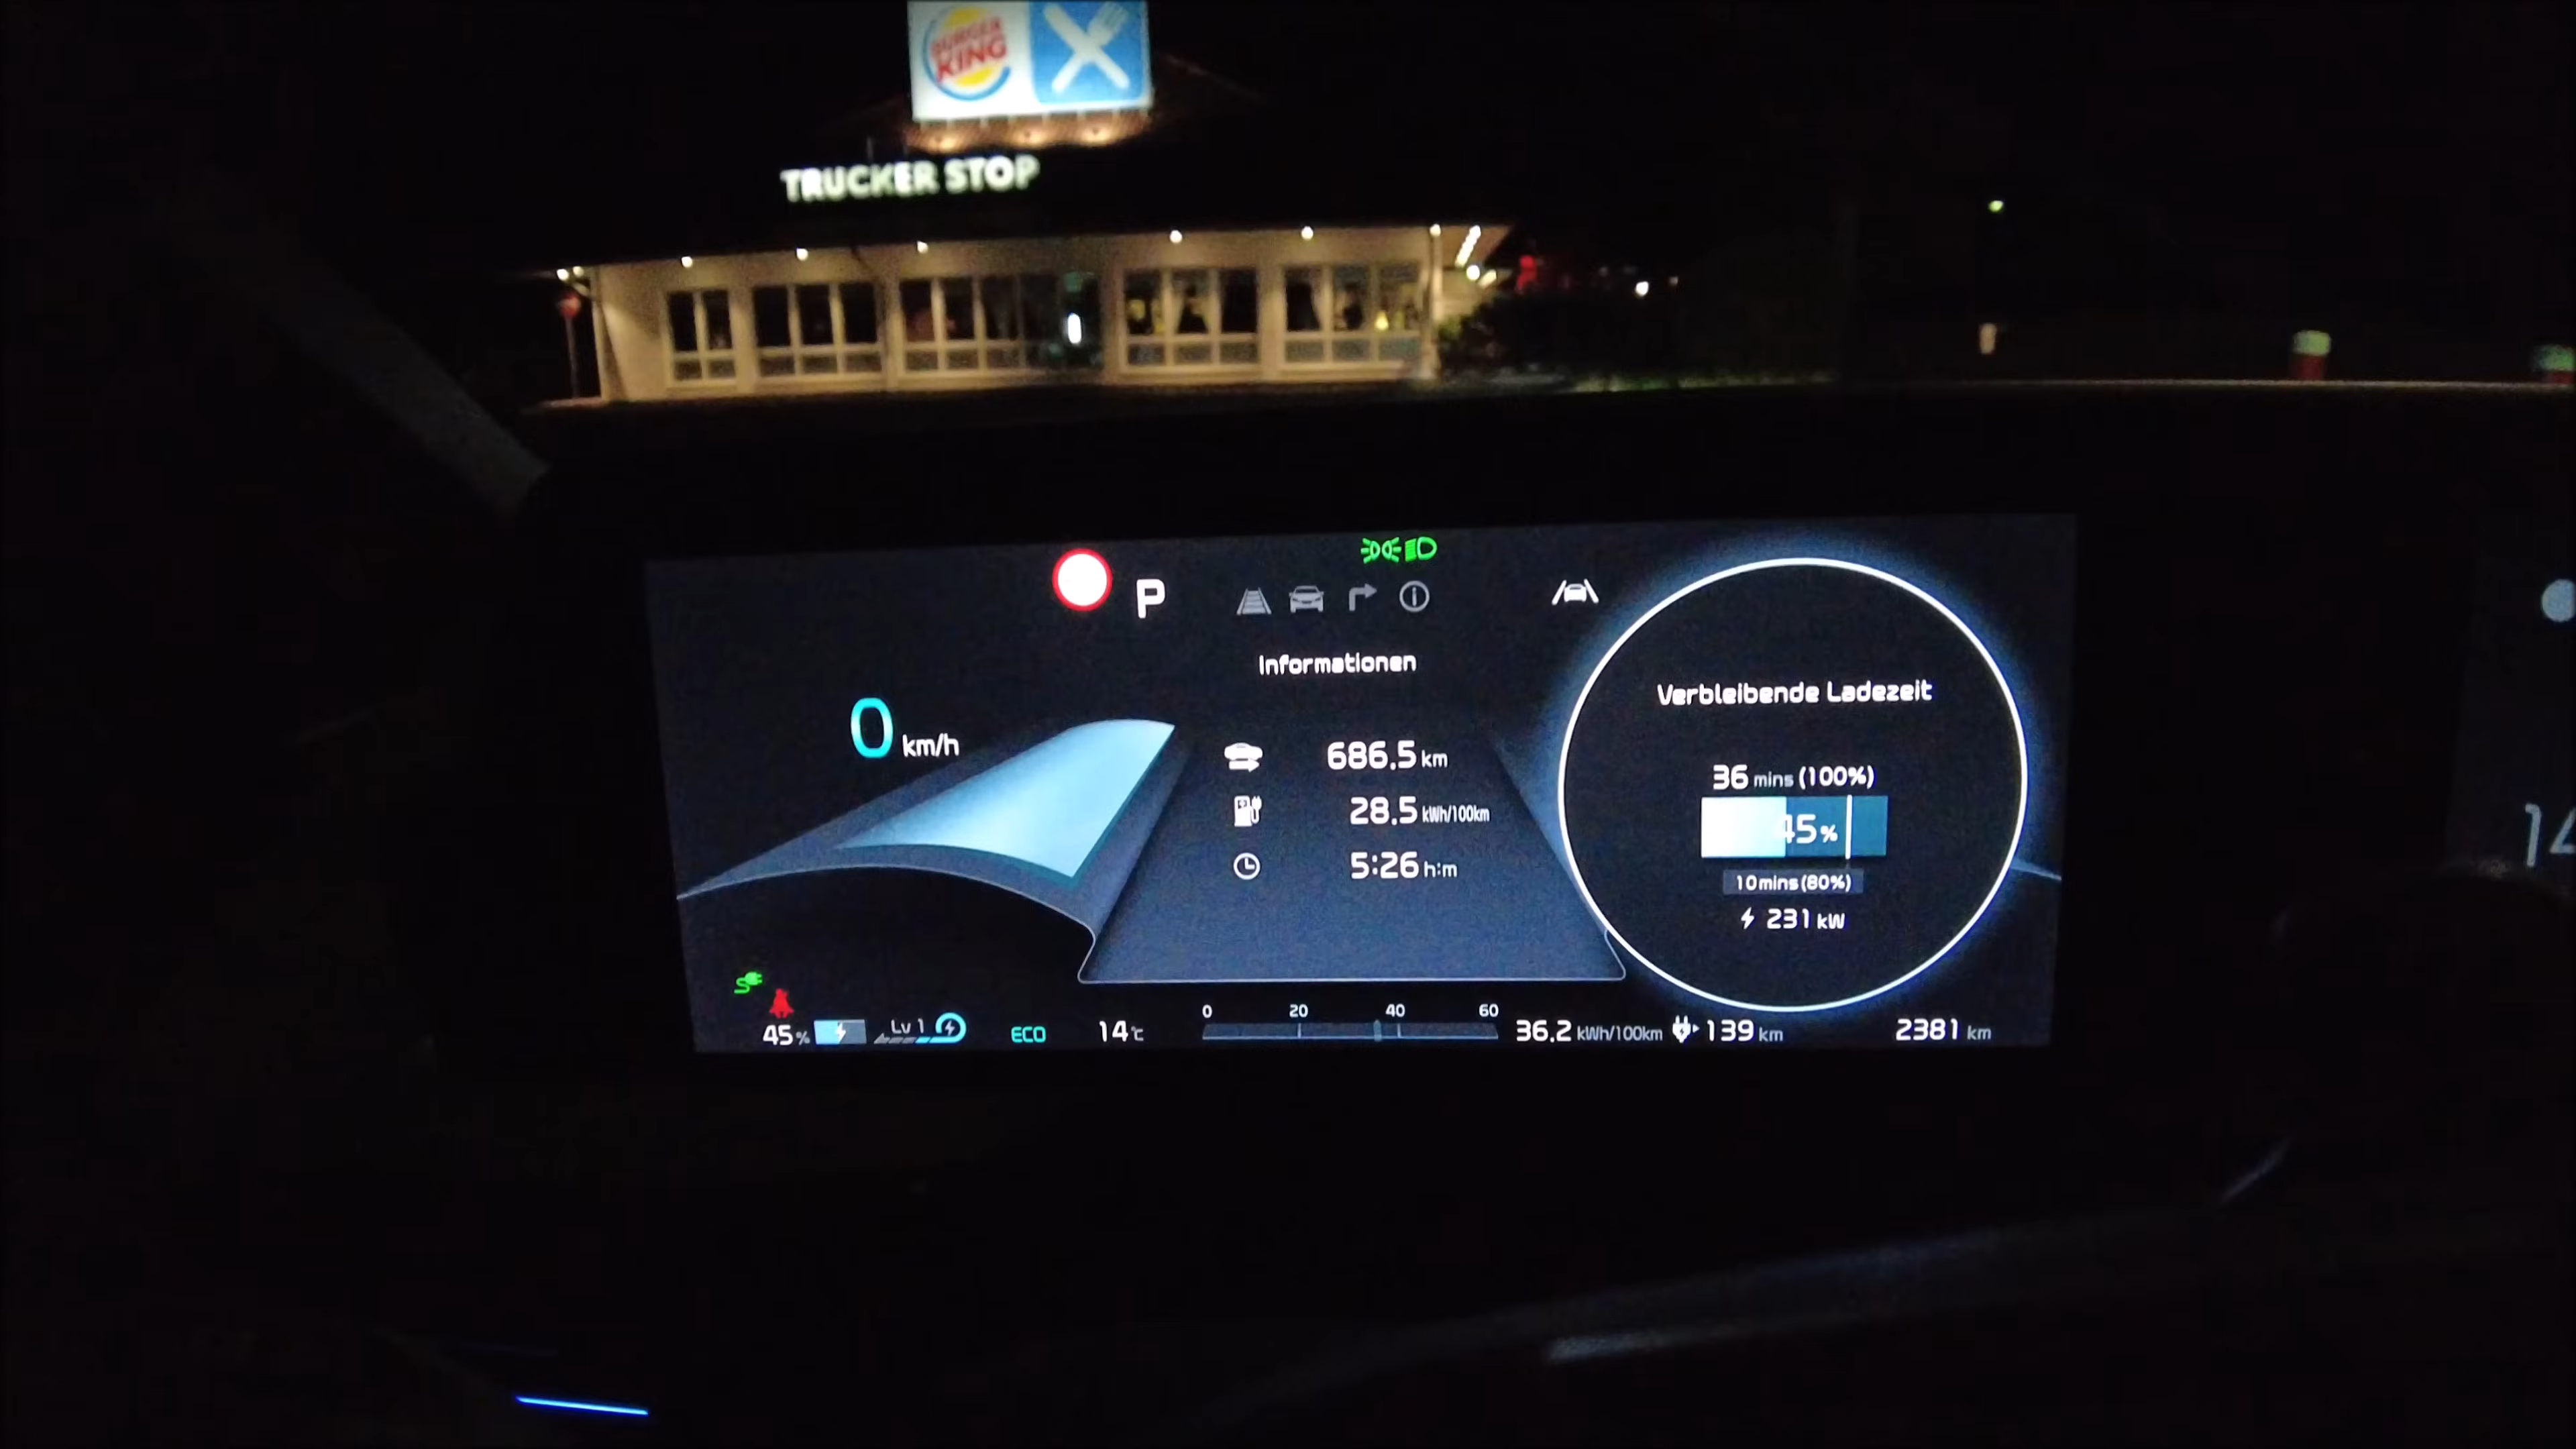 BURGER
KING
TRUCKER STOP
P
Informationen
0 km/h
686.5 km
28.5 kWh/100km
5:26 h:m
Verbleibende Ladezeit
36 mins (100%)
45%
10mins (80%)
231 kW
45% Lv 1 ECO 14°C
0 20 40 60
36.2 kWh/100km 139 km 2381 km
14